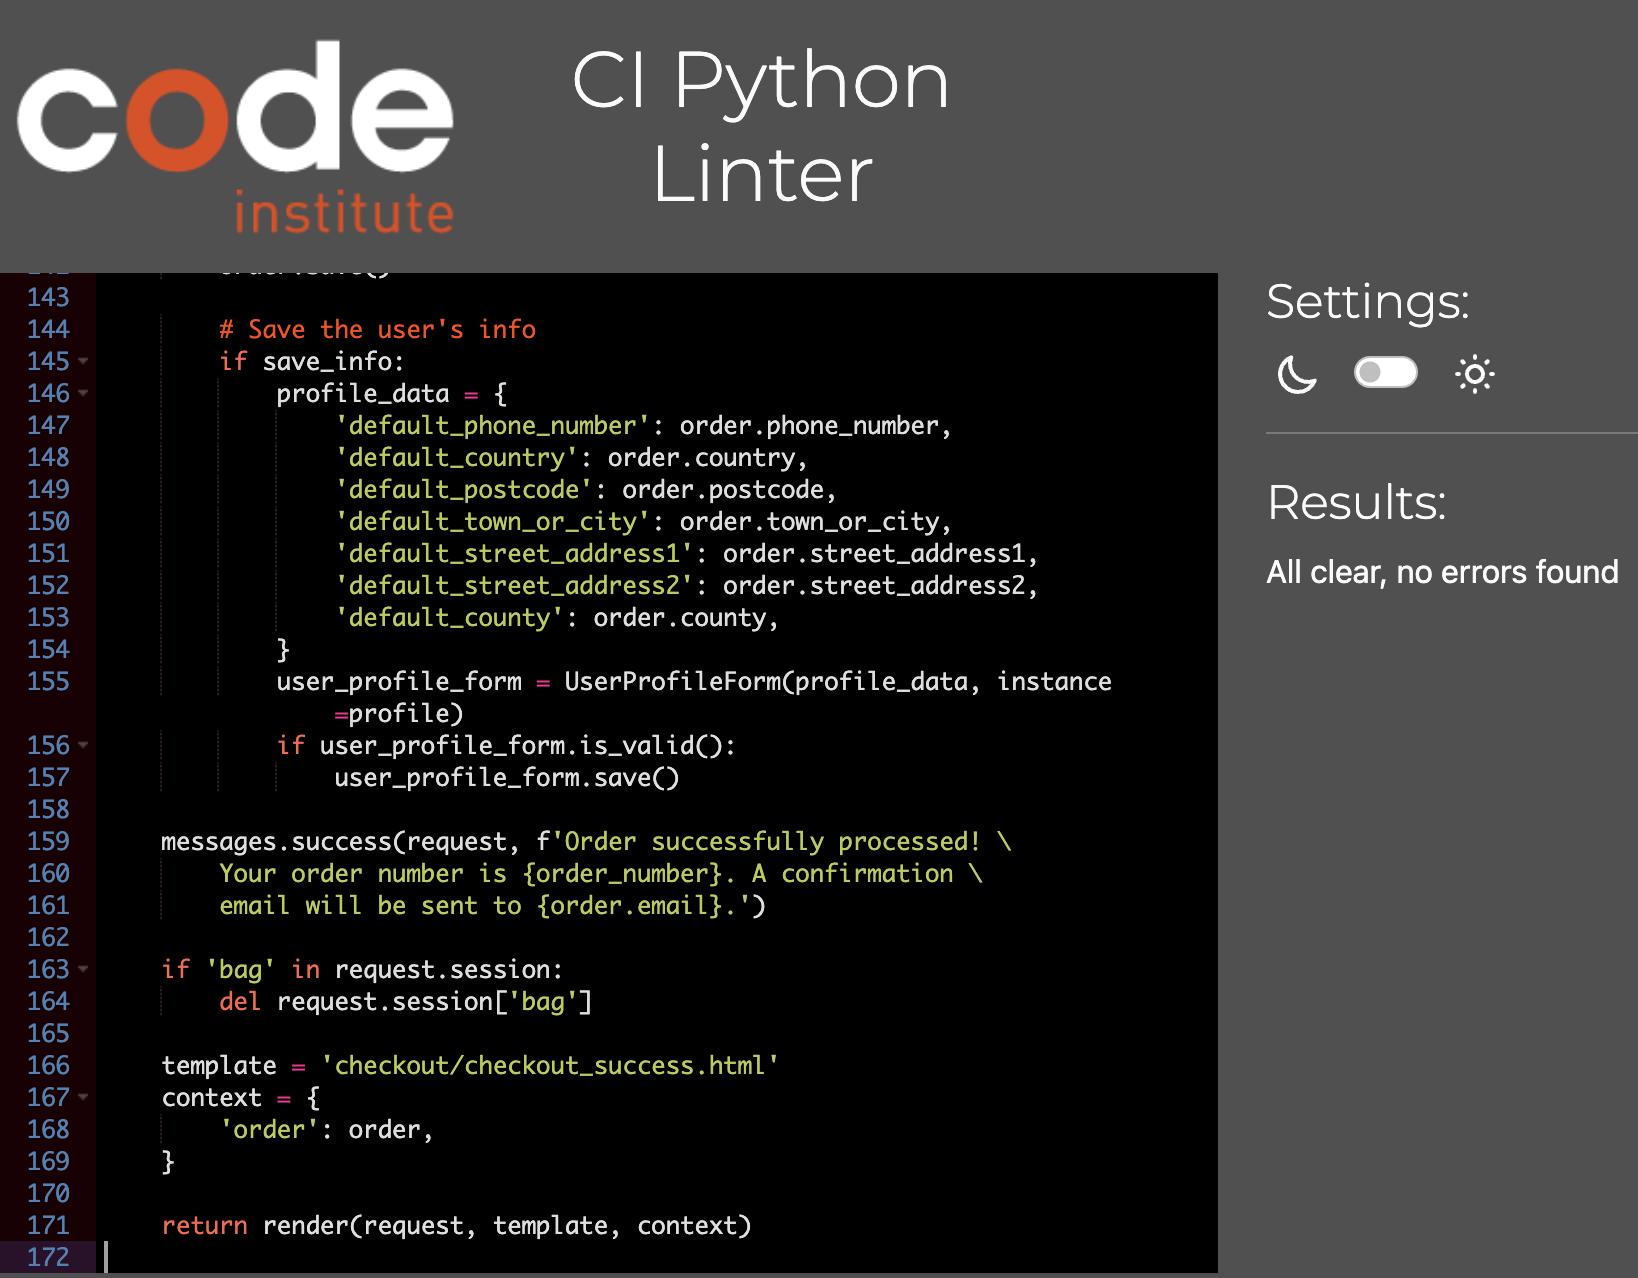 code
institute
CI Python
Linter
143
144 # Save the user's info
145 if save_info:
146 profile_data = {
147 'default_phone_number': order.phone_number,
148 'default_country': order.country,
149 'default_postcode': order.postcode,
150 'default_town_or_city': order.town_or_city,
151 'default_street_address1': order.street_address1,
152 'default_street_address2': order.street_address2,
153 'default_county': order.county,
154 }
155 user_profile_form = UserProfileForm(profile_data, instance
=profile)
156 if user_profile_form.is_valid():
157 user_profile_form.save()
158
159 messages.success(request, f'Order successfully processed! \
160 Your order number is {order_number}. A confirmation \
161 email will be sent to {order.email}.')
162
163 if 'bag' in request.session:
164 del request.session['bag']
165
166 template = 'checkout/checkout_success.html'
167 context = {
168 'order': order,
169 }
170
171 return render(request, template, context)
172
Settings:
Results:
All clear, no errors found